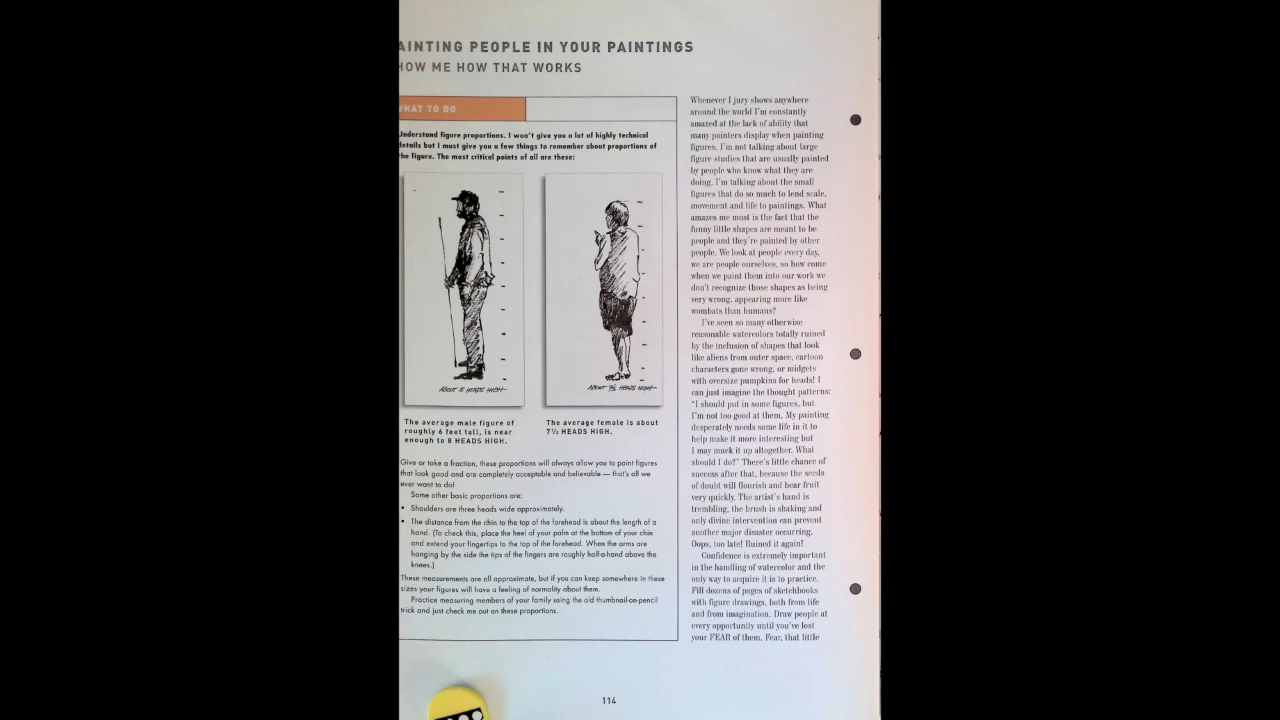 AINTING PEOPLE IN YOUR PAINTINGS
HOW ME HOW THAT WORKS
WHAT TO DO
Understand figure proportions. I won't give you a lot of highly technical
details but I must give you a few things to remember about proportions of
the figure. The most critical points of all are these:
ABOUT 8 HEADS HIGH
ABOUT 7½ HEADS HIGH
The average male figure of
roughly 6 feet tall, is near
enough to 8 HEADS HIGH.
The average female is about
7½ HEADS HIGH.
Give or take a fraction, these proportions will always allow you to paint figures
that look good and are completely acceptable and believable — that's all we
ever want to do!
Some other basic proportions are:
• Shoulders are three heads wide approximately.
• The distance from the chin to the top of the forehead is about the length of a
hand. (To check this, place the heel of your palm at the bottom of your chin
and extend your fingertips to the top of the forehead. When the arms are
hanging by the side the tips of the fingers are roughly half-a-hand above the
knees.)
These measurements are all approximate, but if you can keep somewhere in these
sizes your figures will have a feeling of normality about them.
Practice measuring members of your family using the old thumbnail-on-pencil
trick and just check me out on these proportions.
Whenever I jury shows anywhere
around the world I'm constantly
amazed at the lack of ability that
many painters display when painting
figures. I'm not talking about large
figure studies that are usually painted
by people who know what they are
doing. I'm talking about the small
figures that do so much to lend scale,
movement and life to paintings. What
amazes me most is the fact that the
funny little shapes are meant to be
people and they're painted by other
people. We look at people every day,
we are people ourselves, so how come
when we paint them into our work we
don't recognize those shapes as being
very wrong, appearing more like
wombats than humans?
I've seen so many otherwise
reasonable watercolors totally ruined
by the inclusion of shapes that look
like aliens from outer space, cartoon
characters gone wrong, or midgets
with oversize pumpkins for heads! I
can just imagine the thought patterns:
"I should put in some figures, but
I'm not too good at them. My painting
desperately needs some life in it to
help make it more interesting but
I may muck it up altogether. What
should I do?" There's little chance of
success after that, because the seeds
of doubt will flourish and bear fruit
very quickly. The artist's hand is
trembling, the brush is shaking and
only divine intervention can prevent
another major disaster occurring.
Oops, too late! Ruined it again!
Confidence is extremely important
in the handling of watercolor and the
only way to acquire it is to practice.
Fill dozens of pages of sketchbooks
with figure drawings, both from life
and from imagination. Draw people at
every opportunity until you've lost
your FEAR of them. Fear, that little
114